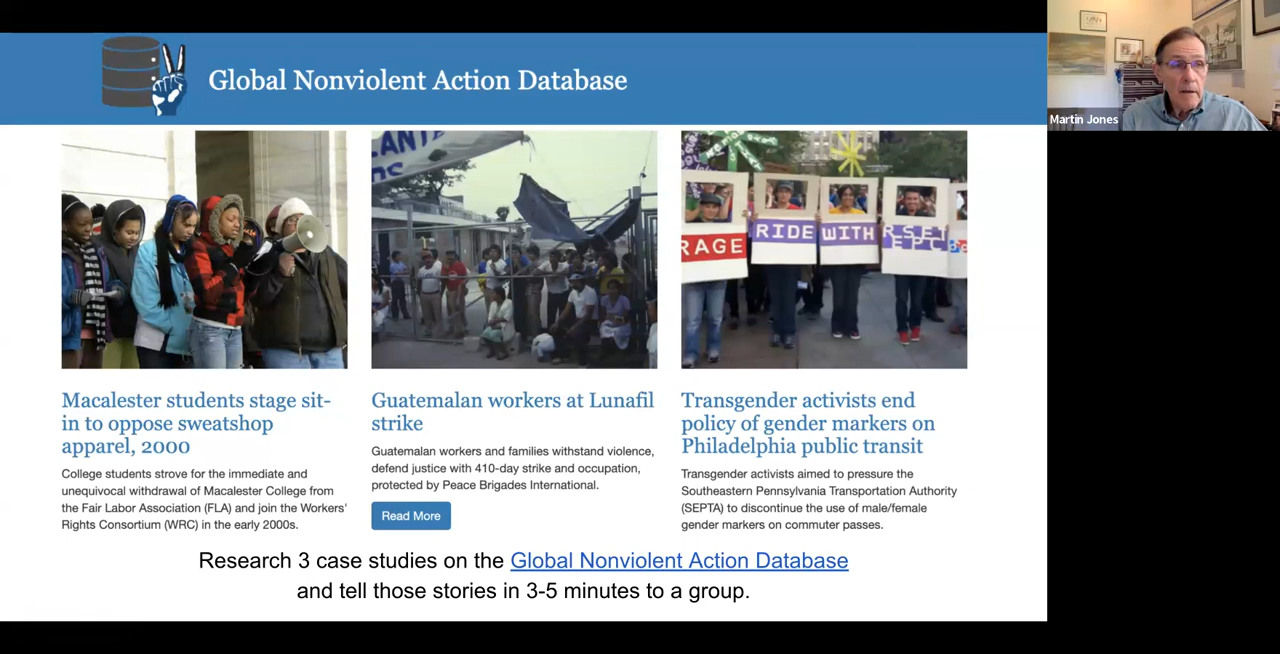 Global Nonviolent Action Database
Martin Jones
RAGE
RIDE
WITH
Macalester students stage sit-
in to oppose sweatshop
apparel, 2000
College students strove for the immediate and
unequivocal withdrawal of Macalester College from
the Fair Labor Association (FLA) and join the Workers'
Rights Consortium (WRC) in the early 2000s.
Guatemalan workers at Lunafil
strike
Guatemalan workers and families withstand violence,
defend justice with 410-day strike and occupation,
protected by Peace Brigades International.
Read More
Transgender activists end
policy of gender markers on
Philadelphia public transit
Transgender activists aimed to pressure the
Southeastern Pennsylvania Transportation Authority
(SEPTA) to discontinue the use of male/female
gender markers on commuter passes.
Research 3 case studies on the Global Nonviolent Action Database
and tell those stories in 3-5 minutes to a group.